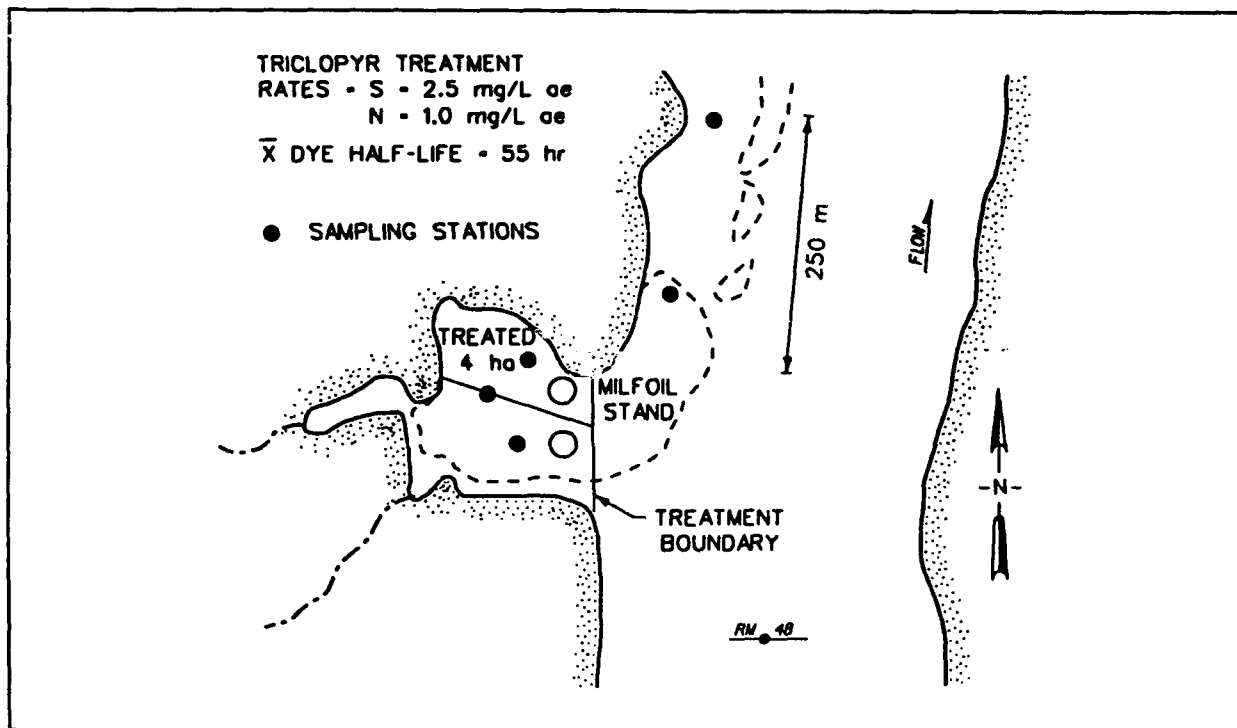 TRICLOPYR TREATMENT
RATES - S - 2.5 mg/L ae
N - 1.0 mg/L ae
X̅ DYE HALF-LIFE - 55 hr
● SAMPLING STATIONS
250 m
FLOW
TREATED
4 ha
MILFOIL
STAND
-N-
TREATMENT
BOUNDARY
RM 48